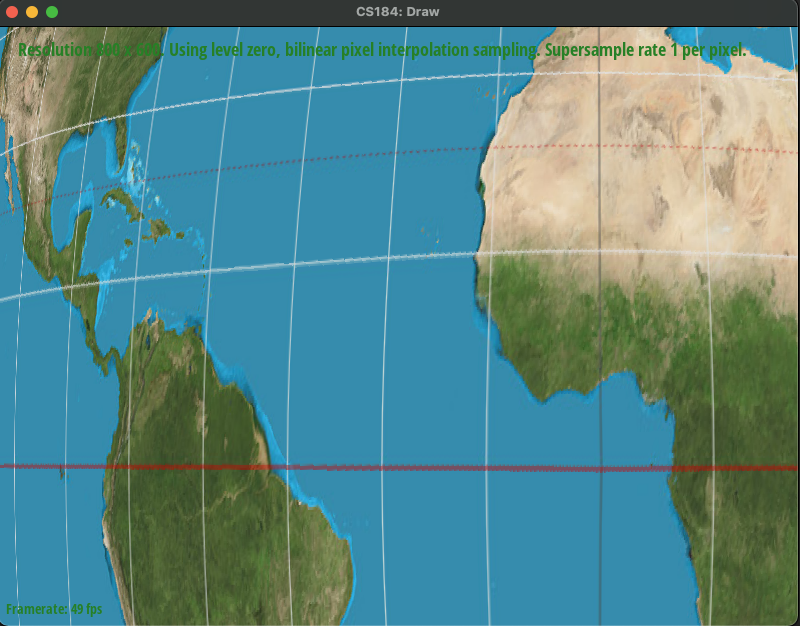 CS184: Draw
Resolution 800 x 600. Using level zero, bilinear pixel interpolation sampling. Supersample rate 1 per pixel.
Framerate: 49 fps